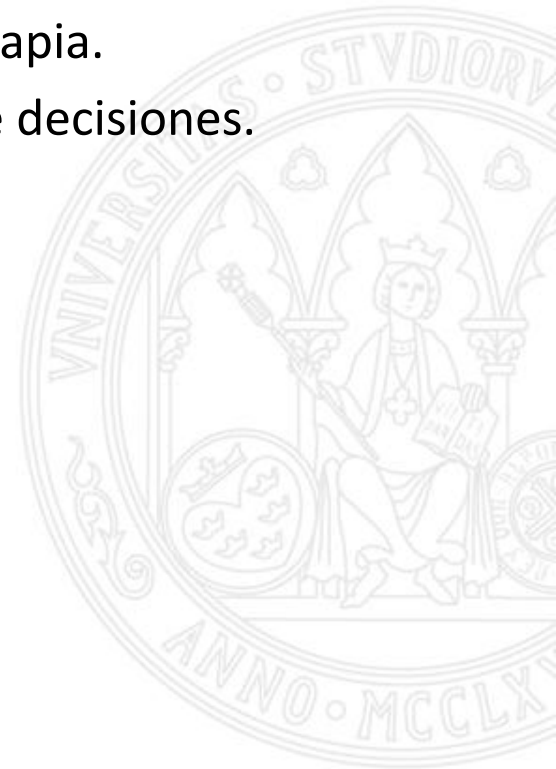 apia.
e decisiones.
VNIVERSITAS · STVDIORV
ANNO · MCCLX